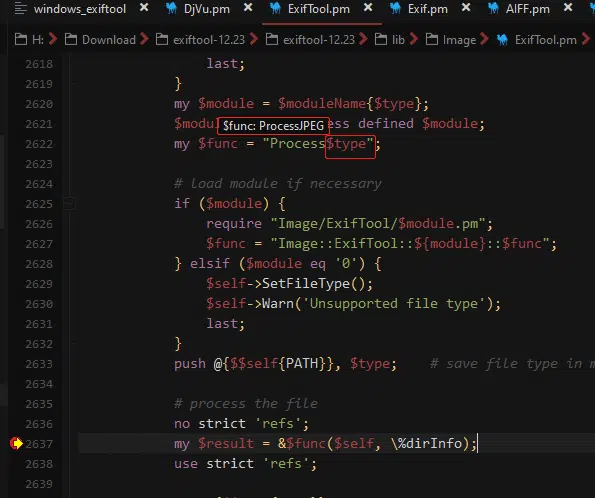 windows_exiftool DjVu.pm ExifTool.pm Exif.pm AIFF.pm
H: Download exiftool-12.23 exiftool-12.23 lib Image ExifTool.pm
2618 last;
2619 }
2620 my $module = $moduleName{$type};
2621 $modu ess defined $module;
$func: ProcessJPEG
2622 my $func = "Process$type";
2623
2624 # load module if necessary
2625 if ($module) {
2626 require "Image/ExifTool/$module.pm";
2627 $func = "Image::ExifTool::${module}::$func";
2628 } elsif ($module eq '0') {
2629 $self->SetFileType();
2630 $self->Warn('Unsupported file type');
2631 last;
2632 }
2633 push @{$$self{PATH}}, $type; # save file type in m
2634
2635 # process the file
2636 no strict 'refs';
2637 my $result = &$func($self, \%dirInfo);
2638 use strict 'refs';
2639